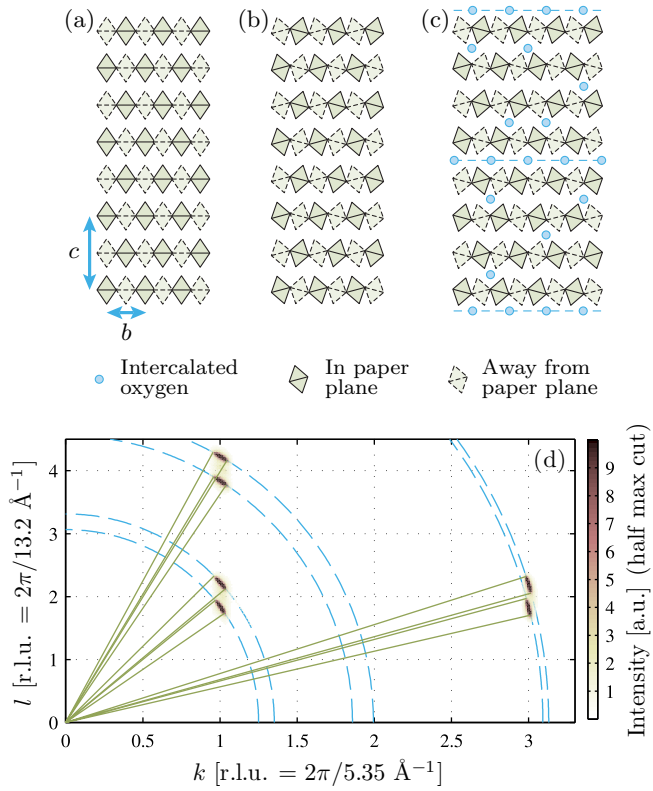 (a)
(b)
(c)
c
b
Intercalated oxygen
In paper plane
Away from paper plane
(d)
4
3
2
1
0
0
0.5
1
1.5
2
2.5
3
l [r.l.u. = 2π/13.2 Å⁻¹]
k [r.l.u. = 2π/5.35 Å⁻¹]
9
8
7
6
5
4
3
2
1
Intensity [a.u.] (half max cut)